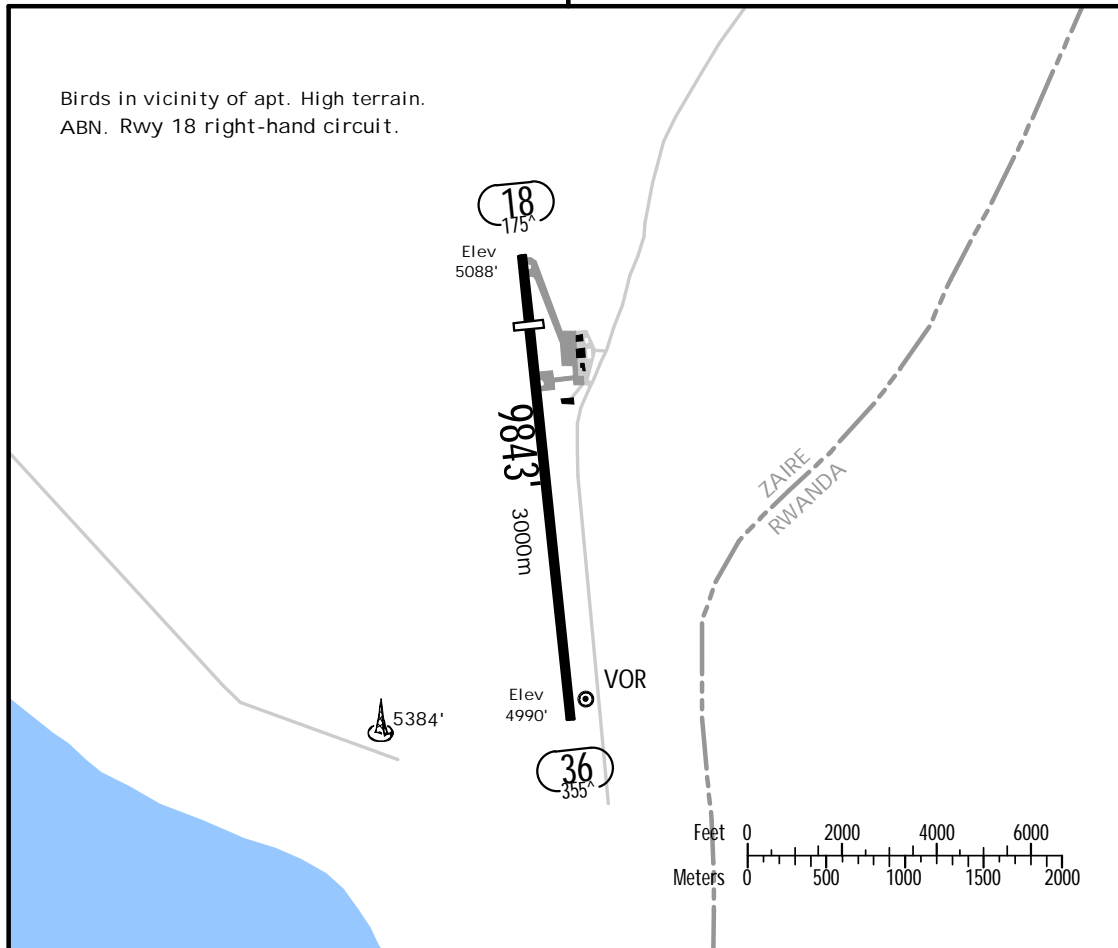 Birds in vicinity of apt. High terrain.
ABN. Rwy 18 right-hand circuit.
18
175^
Elev
5088'
9843'
3000m
ZAIRE
RWANDA
VOR
Elev
4990'
5384'
36
355^
Feet 0 2000 4000 6000
Meters 0 500 1000 1500 2000